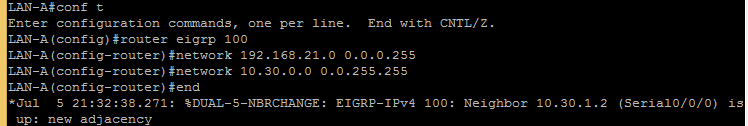 LAN-A#conf t
Enter configuration commands, one per line.  End with CNTL/Z.
LAN-A(config)#router eigrp 100
LAN-A(config-router)#network 192.168.21.0 0.0.0.255
LAN-A(config-router)#network 10.30.0.0 0.0.255.255
LAN-A(config-router)#end
*Jul  5 21:32:38.271: %DUAL-5-NBRCHANGE: EIGRP-IPv4 100: Neighbor 10.30.1.2 (Serial0/0/0) is
up: new adjacency